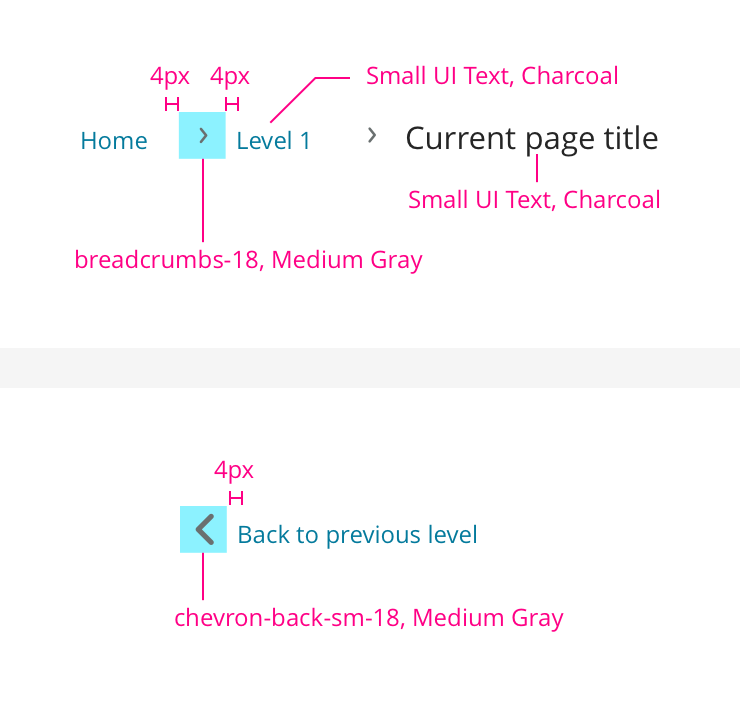 4px 4px Small UI Text, Charcoal
Home › Level 1 › Current page title
Small UI Text, Charcoal
breadcrumbs-18, Medium Gray
4px
Back to previous level
chevron-back-sm-18, Medium Gray